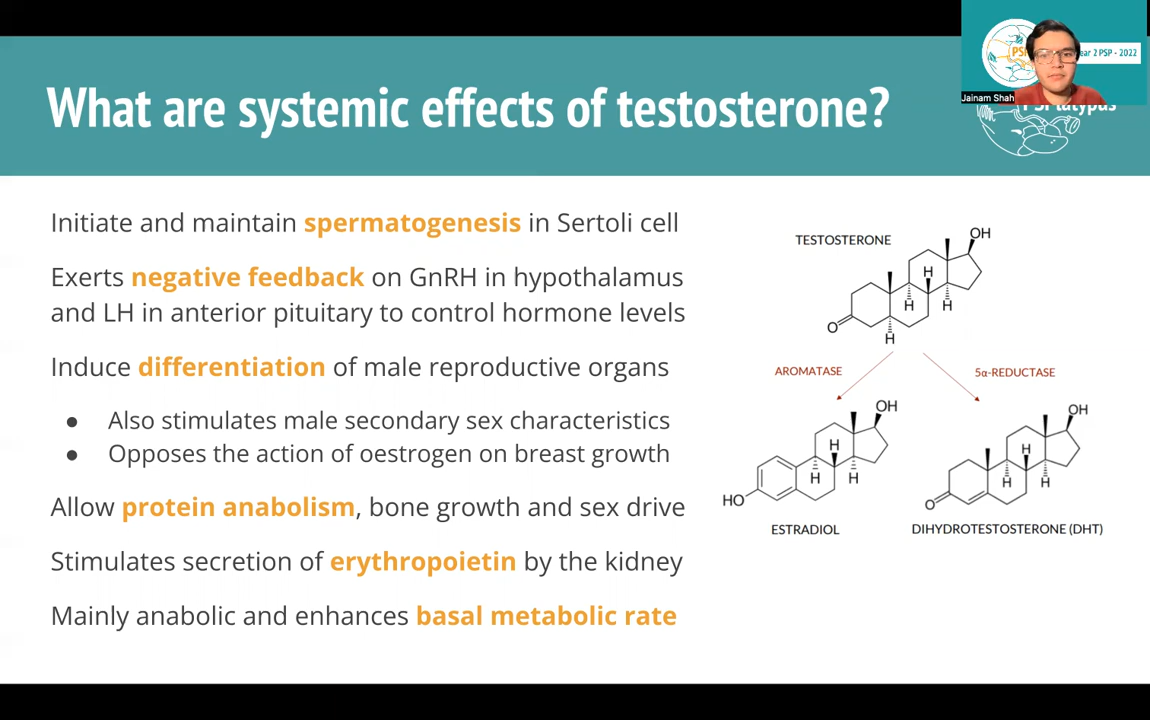 PSP
Year 2 PSP - 2022
Jainam Shah
PSPlatypus
What are systemic effects of testosterone?
Initiate and maintain spermatogenesis in Sertoli cell
Exerts negative feedback on GnRH in hypothalamus
and LH in anterior pituitary to control hormone levels
Induce differentiation of male reproductive organs
● Also stimulates male secondary sex characteristics
● Opposes the action of oestrogen on breast growth
Allow protein anabolism, bone growth and sex drive
Stimulates secretion of erythropoietin by the kidney
Mainly anabolic and enhances basal metabolic rate
TESTOSTERONE
OH
H
H
H
O
H
AROMATASE
5α-REDUCTASE
OH
H
H
H
HO
ESTRADIOL
OH
H
H
H
O
DIHYDROTESTOSTERONE (DHT)